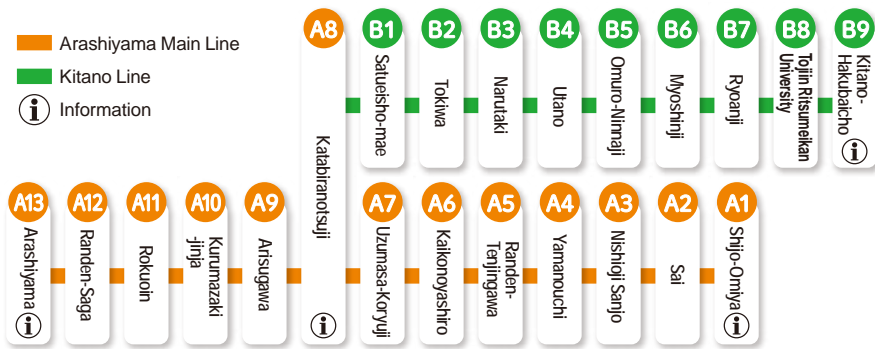 Arashiyama Main Line
Kitano Line
i Information
A8
Katabiranotsuji
i
B1
Satueisho-mae
B2
Tokiwa
B3
Narutaki
B4
Utano
B5
Omuro-Ninnaji
B6
Myoshinji
B7
Ryoanji
B8
Tojiin Ritsumeikan
University
B9
Kitano-
Hakubaicho
i
A13
Arashiyama
i
A12
Randen-Saga
A11
Rokuoin
A10
Kurumazaki
-jinja
A9
Arisugawa
A7
Uzumasa-Koryuji
A6
Kaikonoyashiro
A5
Randen-
Tenjingawa
A4
Yamanouchi
A3
Nishioji Sanjo
A2
Sai
A1
Shijo-Omiya
i